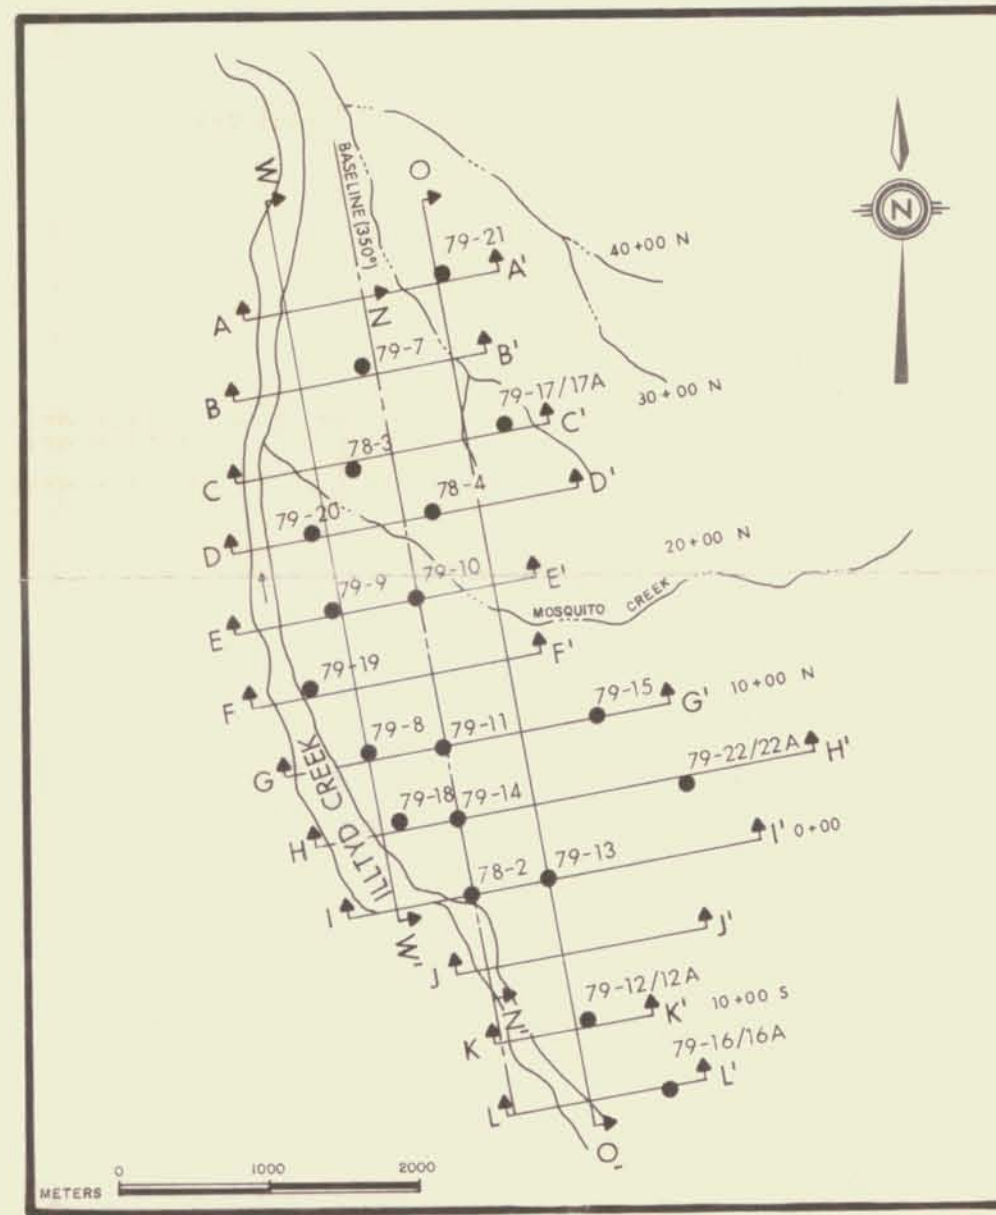 W
O
BASELINE (350°)
N
40+00 N
79-21
A'
A
N
79-7
B'
B
30+00 N
79-17/17A
C'
78-3
C
78-4
D'
79-20
D
20+00 N
79-10
E'
79-9
MOSQUITO CREEK
E
F'
79-19
F
79-15
G'
10+00 N
79-8
79-11
G
ILLTYD CREEK
79-22/22A
H'
79-18
79-14
H
I'
0+00
78-2
79-13
I
W'
J'
J
79-12/12A
N'
K'
10+00 S
K
79-16/16A
L'
L
O'
0
1000
2000
METERS